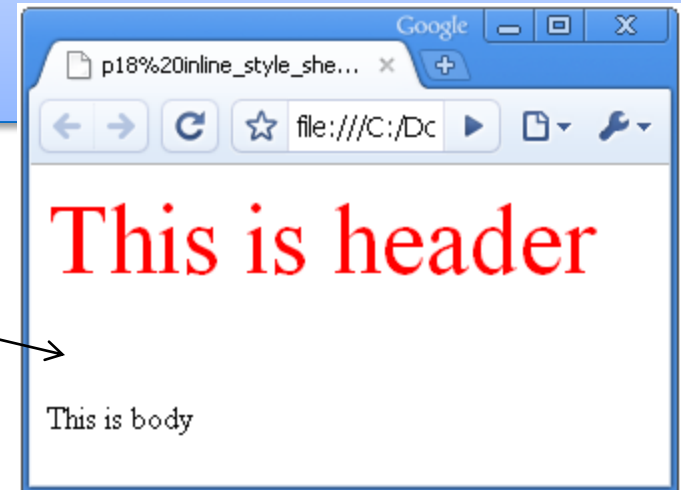 Google
p18%20inline_style_she...
file:///C:/Dc
This is header
This is body